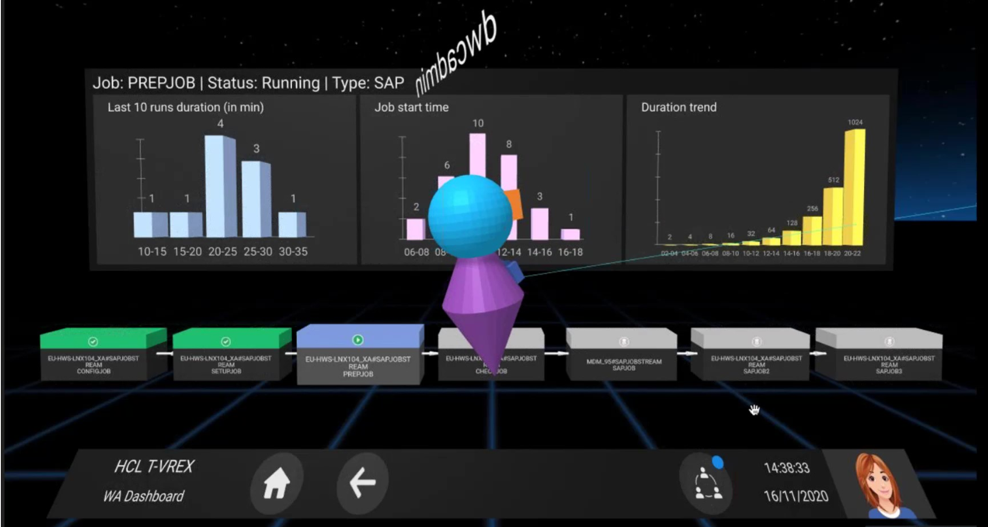 qwcadmin
Job: PREPJOB | Status: Running | Type: SAP
Last 10 runs duration (in min)
4
3
1 1 1
10-15 15-20 20-25 25-30 30-35
Job start time
10
8
6
3
2
1
06-08 08- 12-14 14-16 16-18
Duration trend
1024
512
256
128
64
32
16
8
4
2
02-04 04-06 06-08 08-10 10-12 12-14 14-16 16-18 18-20 20-22
EU-HWS-LNX104_XA#SAPJOBST
REAM
CONFIGJOB
EU-HWS-LNX104_XA#SAPJOBST
REAM
SETUPJOB
EU-HWS-LNX104_XA#SAPJOBST
REAM
PREPJOB
EU-HWS-LNX104_XA#SAPJOBST
REAM
MDM_95#SAPJOBSTREAM
SAPJOB
EU-HWS-LNX104_XA#SAPJOBST
REAM
SAPJOB2
EU-HWS-LNX104_XA#SAPJOBST
REAM
SAPJOB3
HCL T-VREX
WA Dashboard
14:38:33
16/11/2020